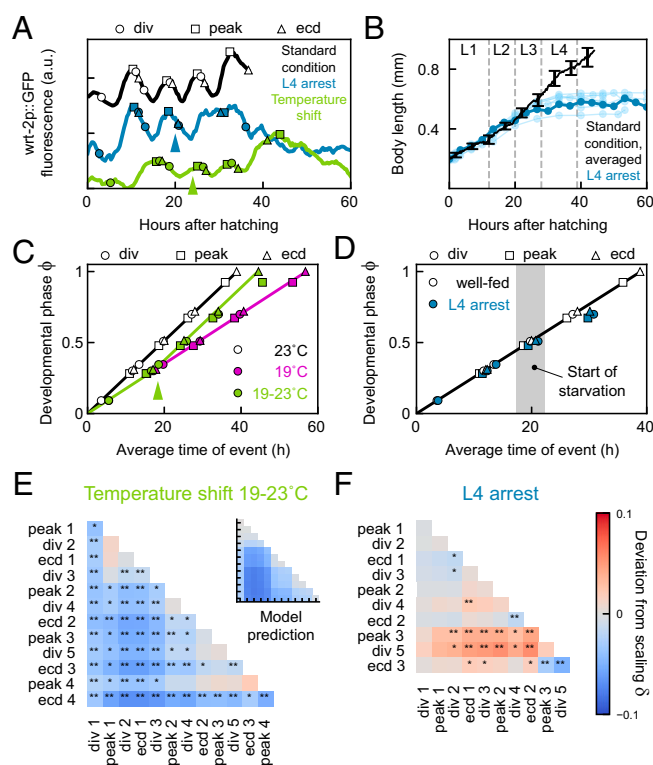 A
div
peak
ecd
wrt-2p::GFP
fluorescence (a.u.)
Standard
condition
L4 arrest
Temperature
shift
0
20
40
60
Hours after hatching
B
L1
L2
L3
L4
Body length (mm)
0.8
0.4
Standard
condition,
averaged
L4 arrest
0
20
40
60
Hours after hatching
C
div
peak
ecd
Developmental phase ϕ
1
0.5
0
23°C
19°C
19-23°C
0
20
40
60
Average time of event (h)
D
div
peak
ecd
Developmental phase ϕ
1
0.5
0
well-fed
L4 arrest
Start of
starvation
0
20
40
Average time of event (h)
E
Temperature shift 19-23°C
peak 1
*
div 2
**
ecd 1
**
div 3
** ** **
peak 2
** * ** ** *
div 4
** * ** ** *
ecd 2
** ** ** ** ** * *
peak 3
** * ** ** ** ** *
div 5
** * ** ** ** * *
ecd 3
** ** ** ** ** ** * **
peak 4
** * ** ** *
ecd 4
** ** ** ** ** ** ** ** ** * **
div 1
peak 1
div 2
ecd 1
div 3
peak 2
div 4
ecd 2
peak 3
div 5
ecd 3
peak 4
Model
prediction
F
L4 arrest
peak 1
div 2
ecd 1
*
div 3
*
peak 2
div 4
**
ecd 2
**
peak 3
** ** ** ** * **
div 5
* ** ** ** * **
ecd 3
* * * ** **
div 1
peak 1
div 2
ecd 1
div 3
peak 2
div 4
ecd 2
peak 3
div 5
0.1
0
−0.1
Deviation from scaling δ